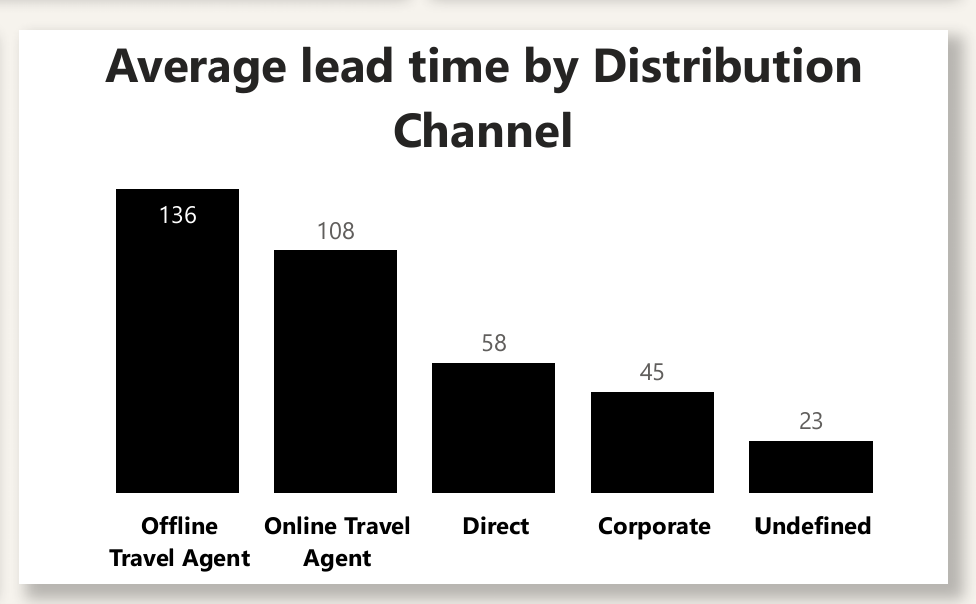 Average lead time by Distribution
Channel
136
108
58
45
23
Offline
Travel Agent
Online Travel
Agent
Direct
Corporate
Undefined